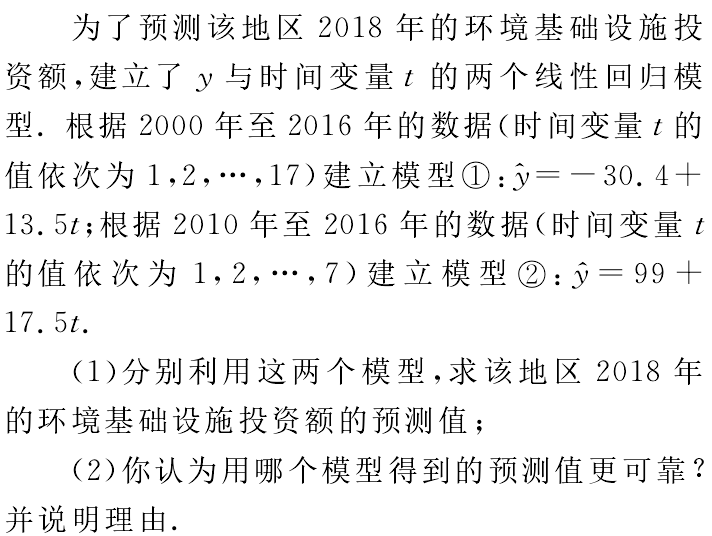 为了预测该地区 2018 年的环境基础设施投
资额,建立了 y 与时间变量 t 的两个线性回归模
型. 根据 2000 年至 2016 年的数据(时间变量 t 的
值依次为 1,2,…,17)建立模型①:ŷ=-30.4+
13.5t;根据 2010 年至 2016 年的数据(时间变量 t
的值依次为 1,2,…,7)建立模型②:ŷ=99+
17.5t.
(1)分别利用这两个模型,求该地区 2018 年
的环境基础设施投资额的预测值;
(2)你认为用哪个模型得到的预测值更可靠?
并说明理由.